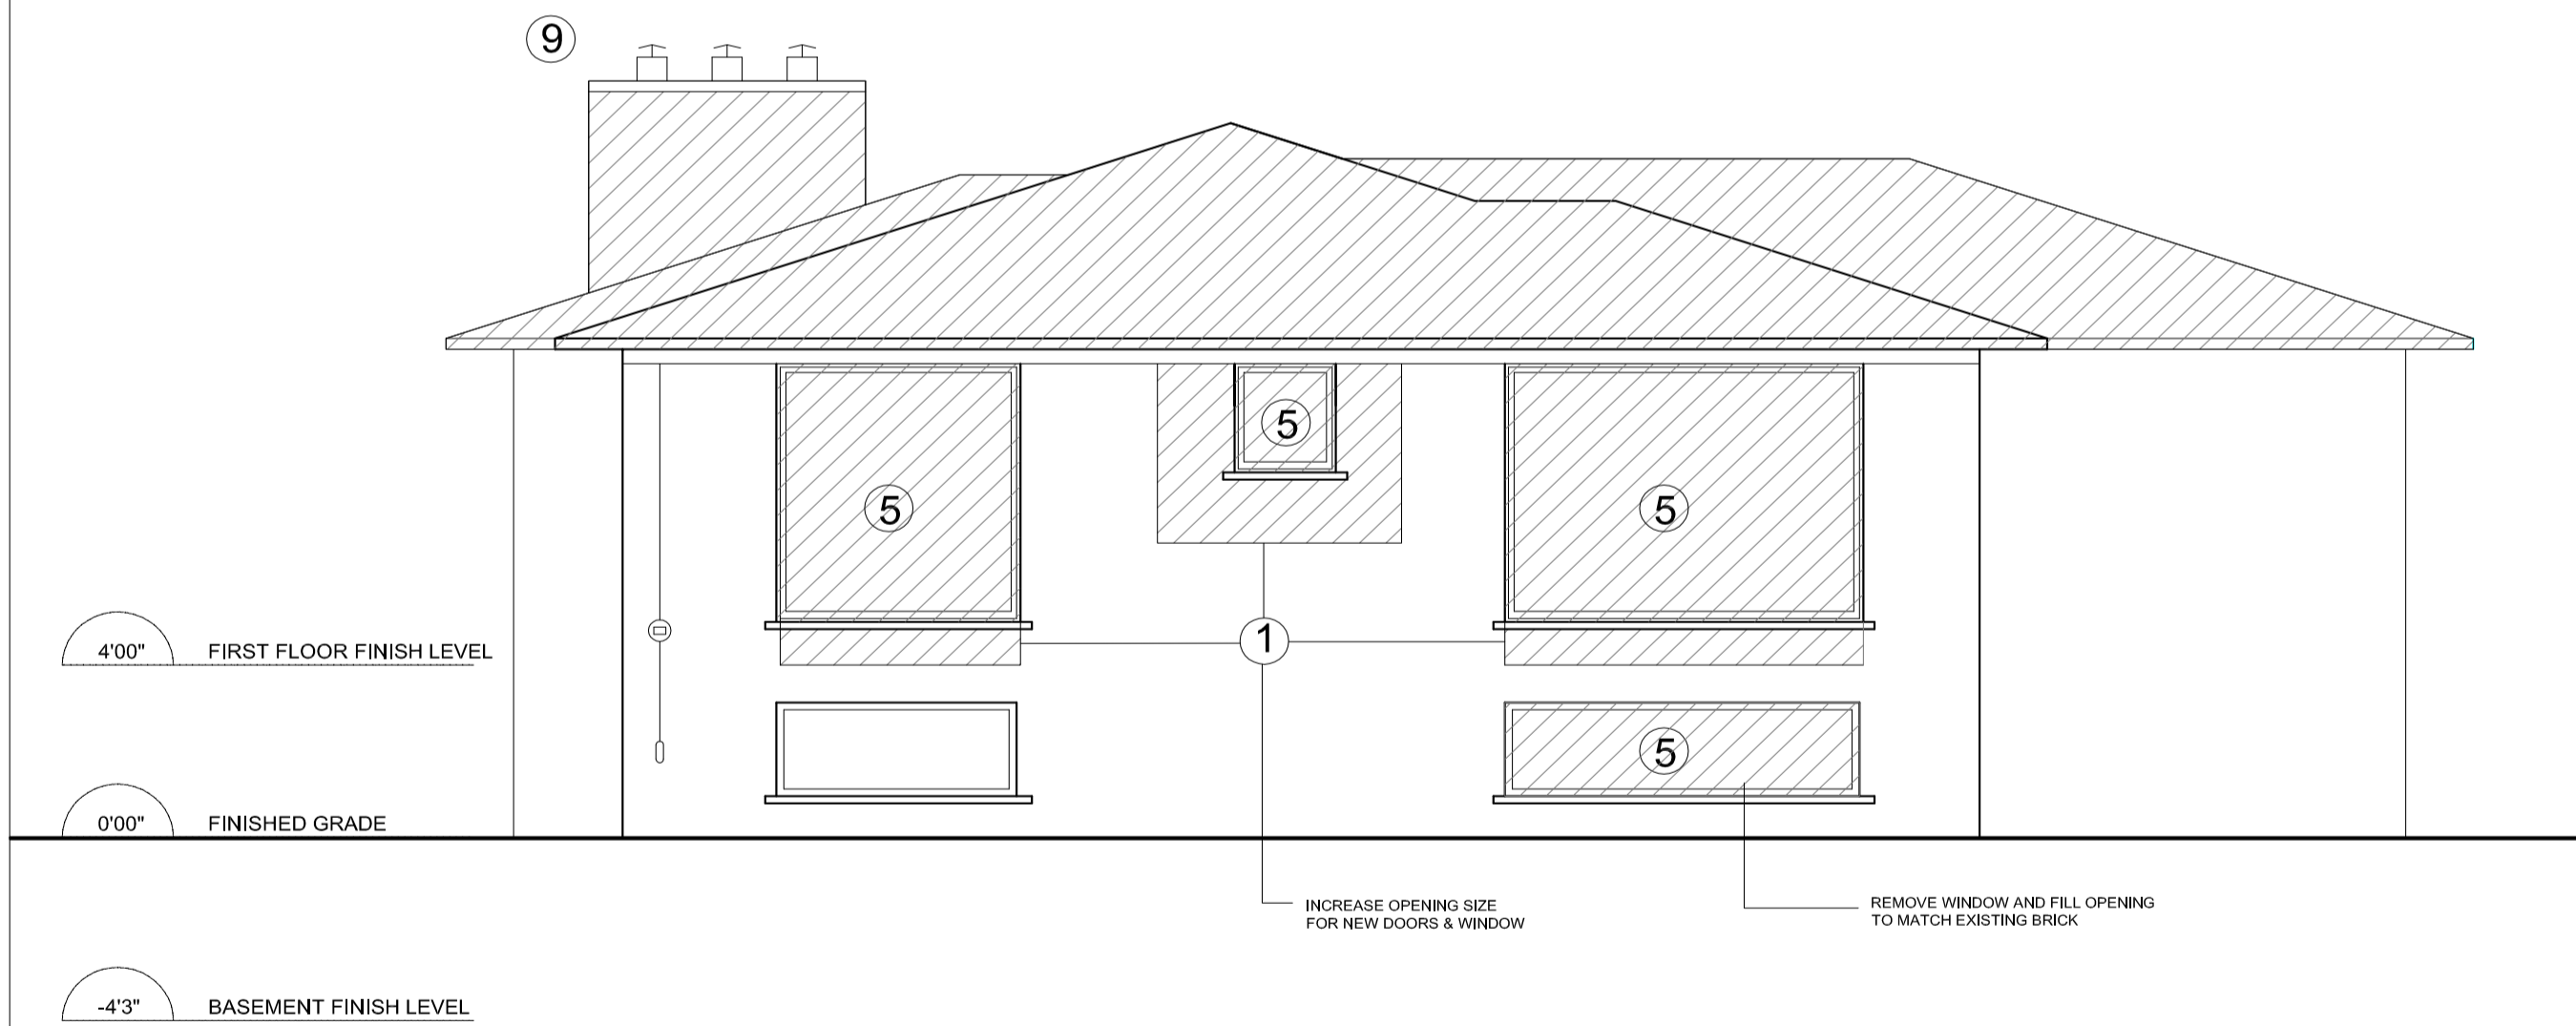 9
5
5
5
1
4'00" FIRST FLOOR FINISH LEVEL
5
0'00" FINISHED GRADE
INCREASE OPENING SIZE
FOR NEW DOORS & WINDOW
REMOVE WINDOW AND FILL OPENING
TO MATCH EXISTING BRICK
-4'3" BASEMENT FINISH LEVEL